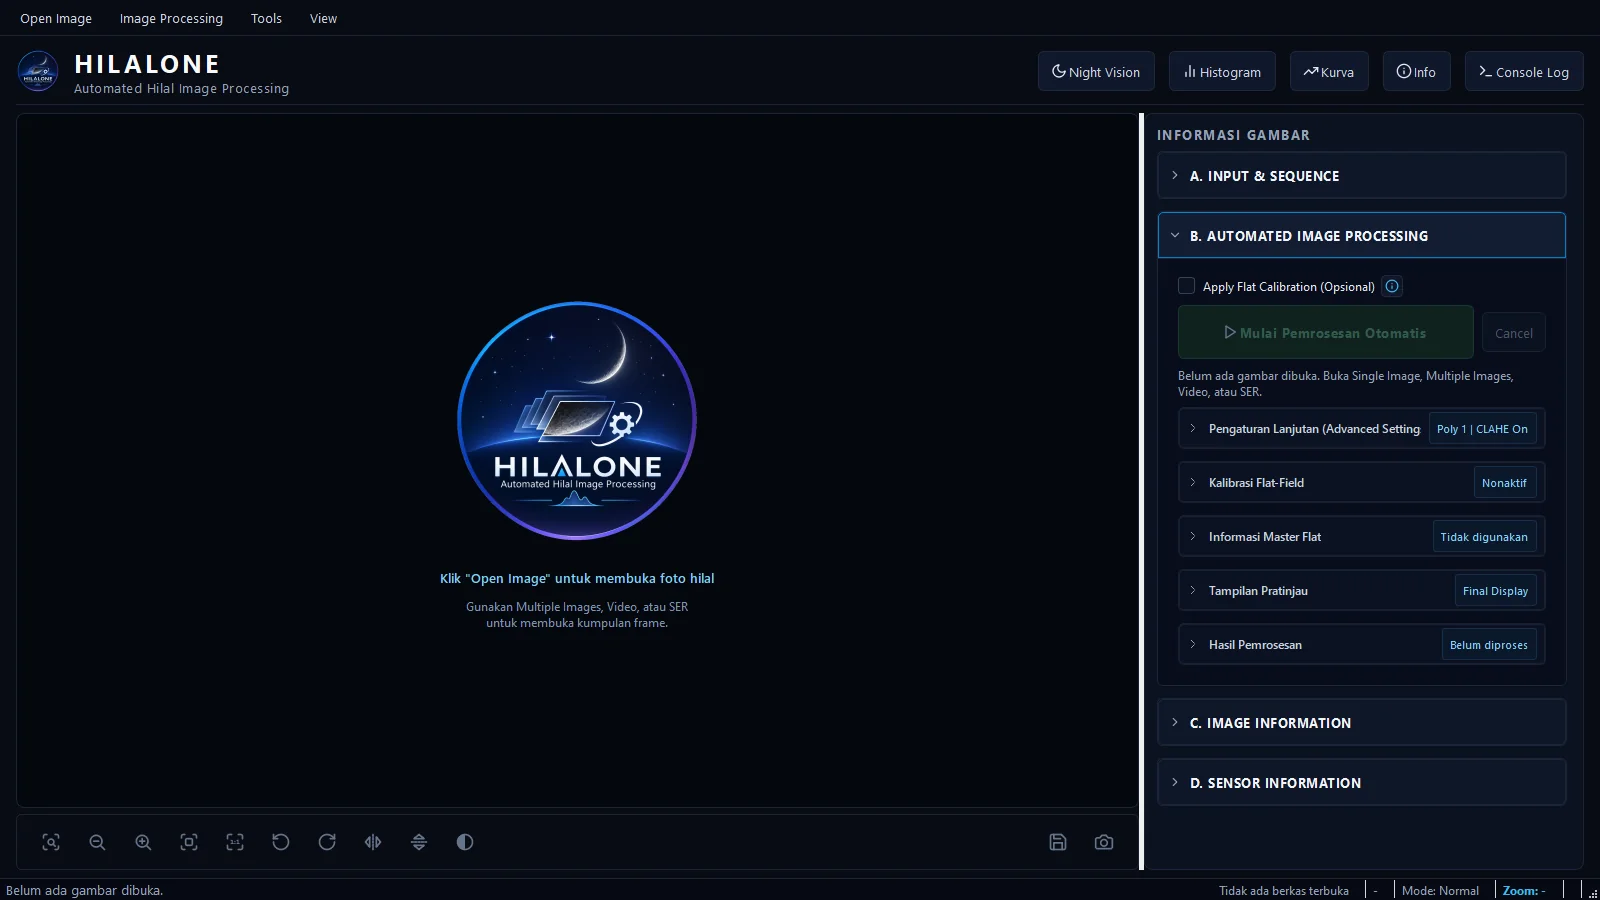 Open Image Image Processing Tools View
HILALONE
Automated Hilal Image Processing
Night Vision Histogram Kurva Info Console Log
HILALONE
Automated Hilal Image Processing
Klik "Open Image" untuk membuka foto hilal
Gunakan Multiple Images, Video, atau SER
untuk membuka kumpulan frame.
INFORMASI GAMBAR
A. INPUT & SEQUENCE
B. AUTOMATED IMAGE PROCESSING
Apply Flat Calibration (Opsional)
Mulai Pemrosesan Otomatis Cancel
Belum ada gambar dibuka. Buka Single Image, Multiple Images,
Video, atau SER.
Pengaturan Lanjutan (Advanced Setting Poly 1 | CLAHE On
Kalibrasi Flat-Field Nonaktif
Informasi Master Flat Tidak digunakan
Tampilan Pratinjau Final Display
Hasil Pemrosesan Belum diproses
C. IMAGE INFORMATION
D. SENSOR INFORMATION
1:1
Belum ada gambar dibuka. Tidak ada berkas terbuka - Mode: Normal Zoom: -